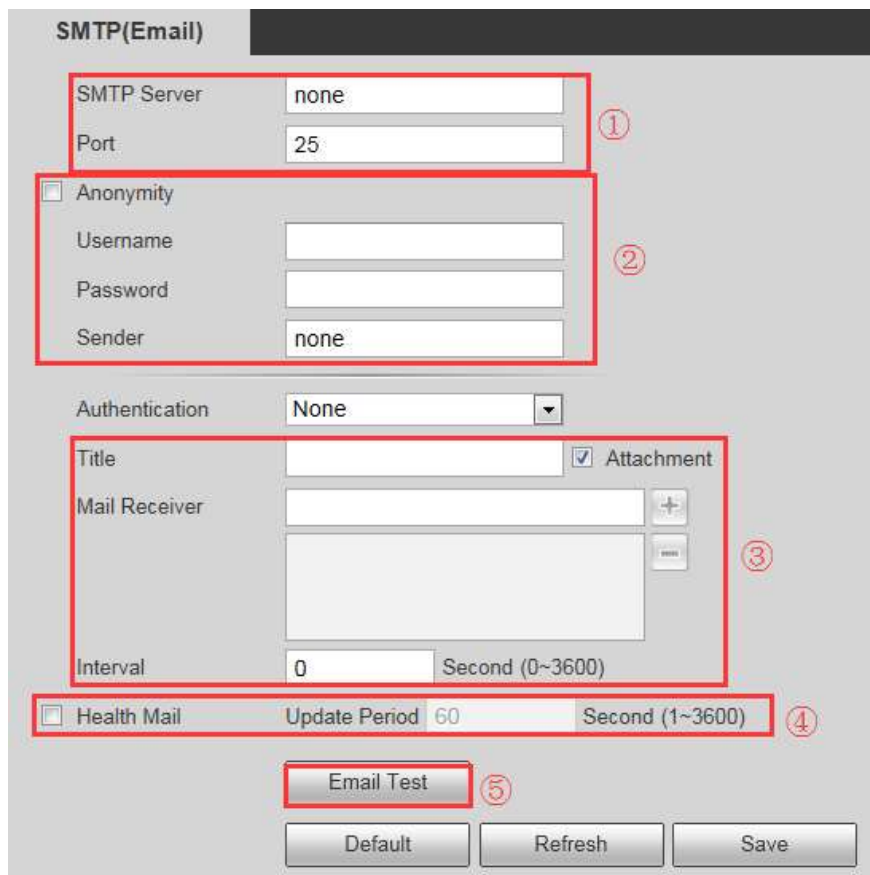 SMTP(Email)
SMTP Server none
①
Port 25
Anonymity
Username
②
Password
Sender none
Authentication None
Title Attachment
Mail Receiver +
−
③
Interval 0 Second (0~3600)
Health Mail Update Period 60 Second (1~3600) ④
Email Test ⑤
Default Refresh Save